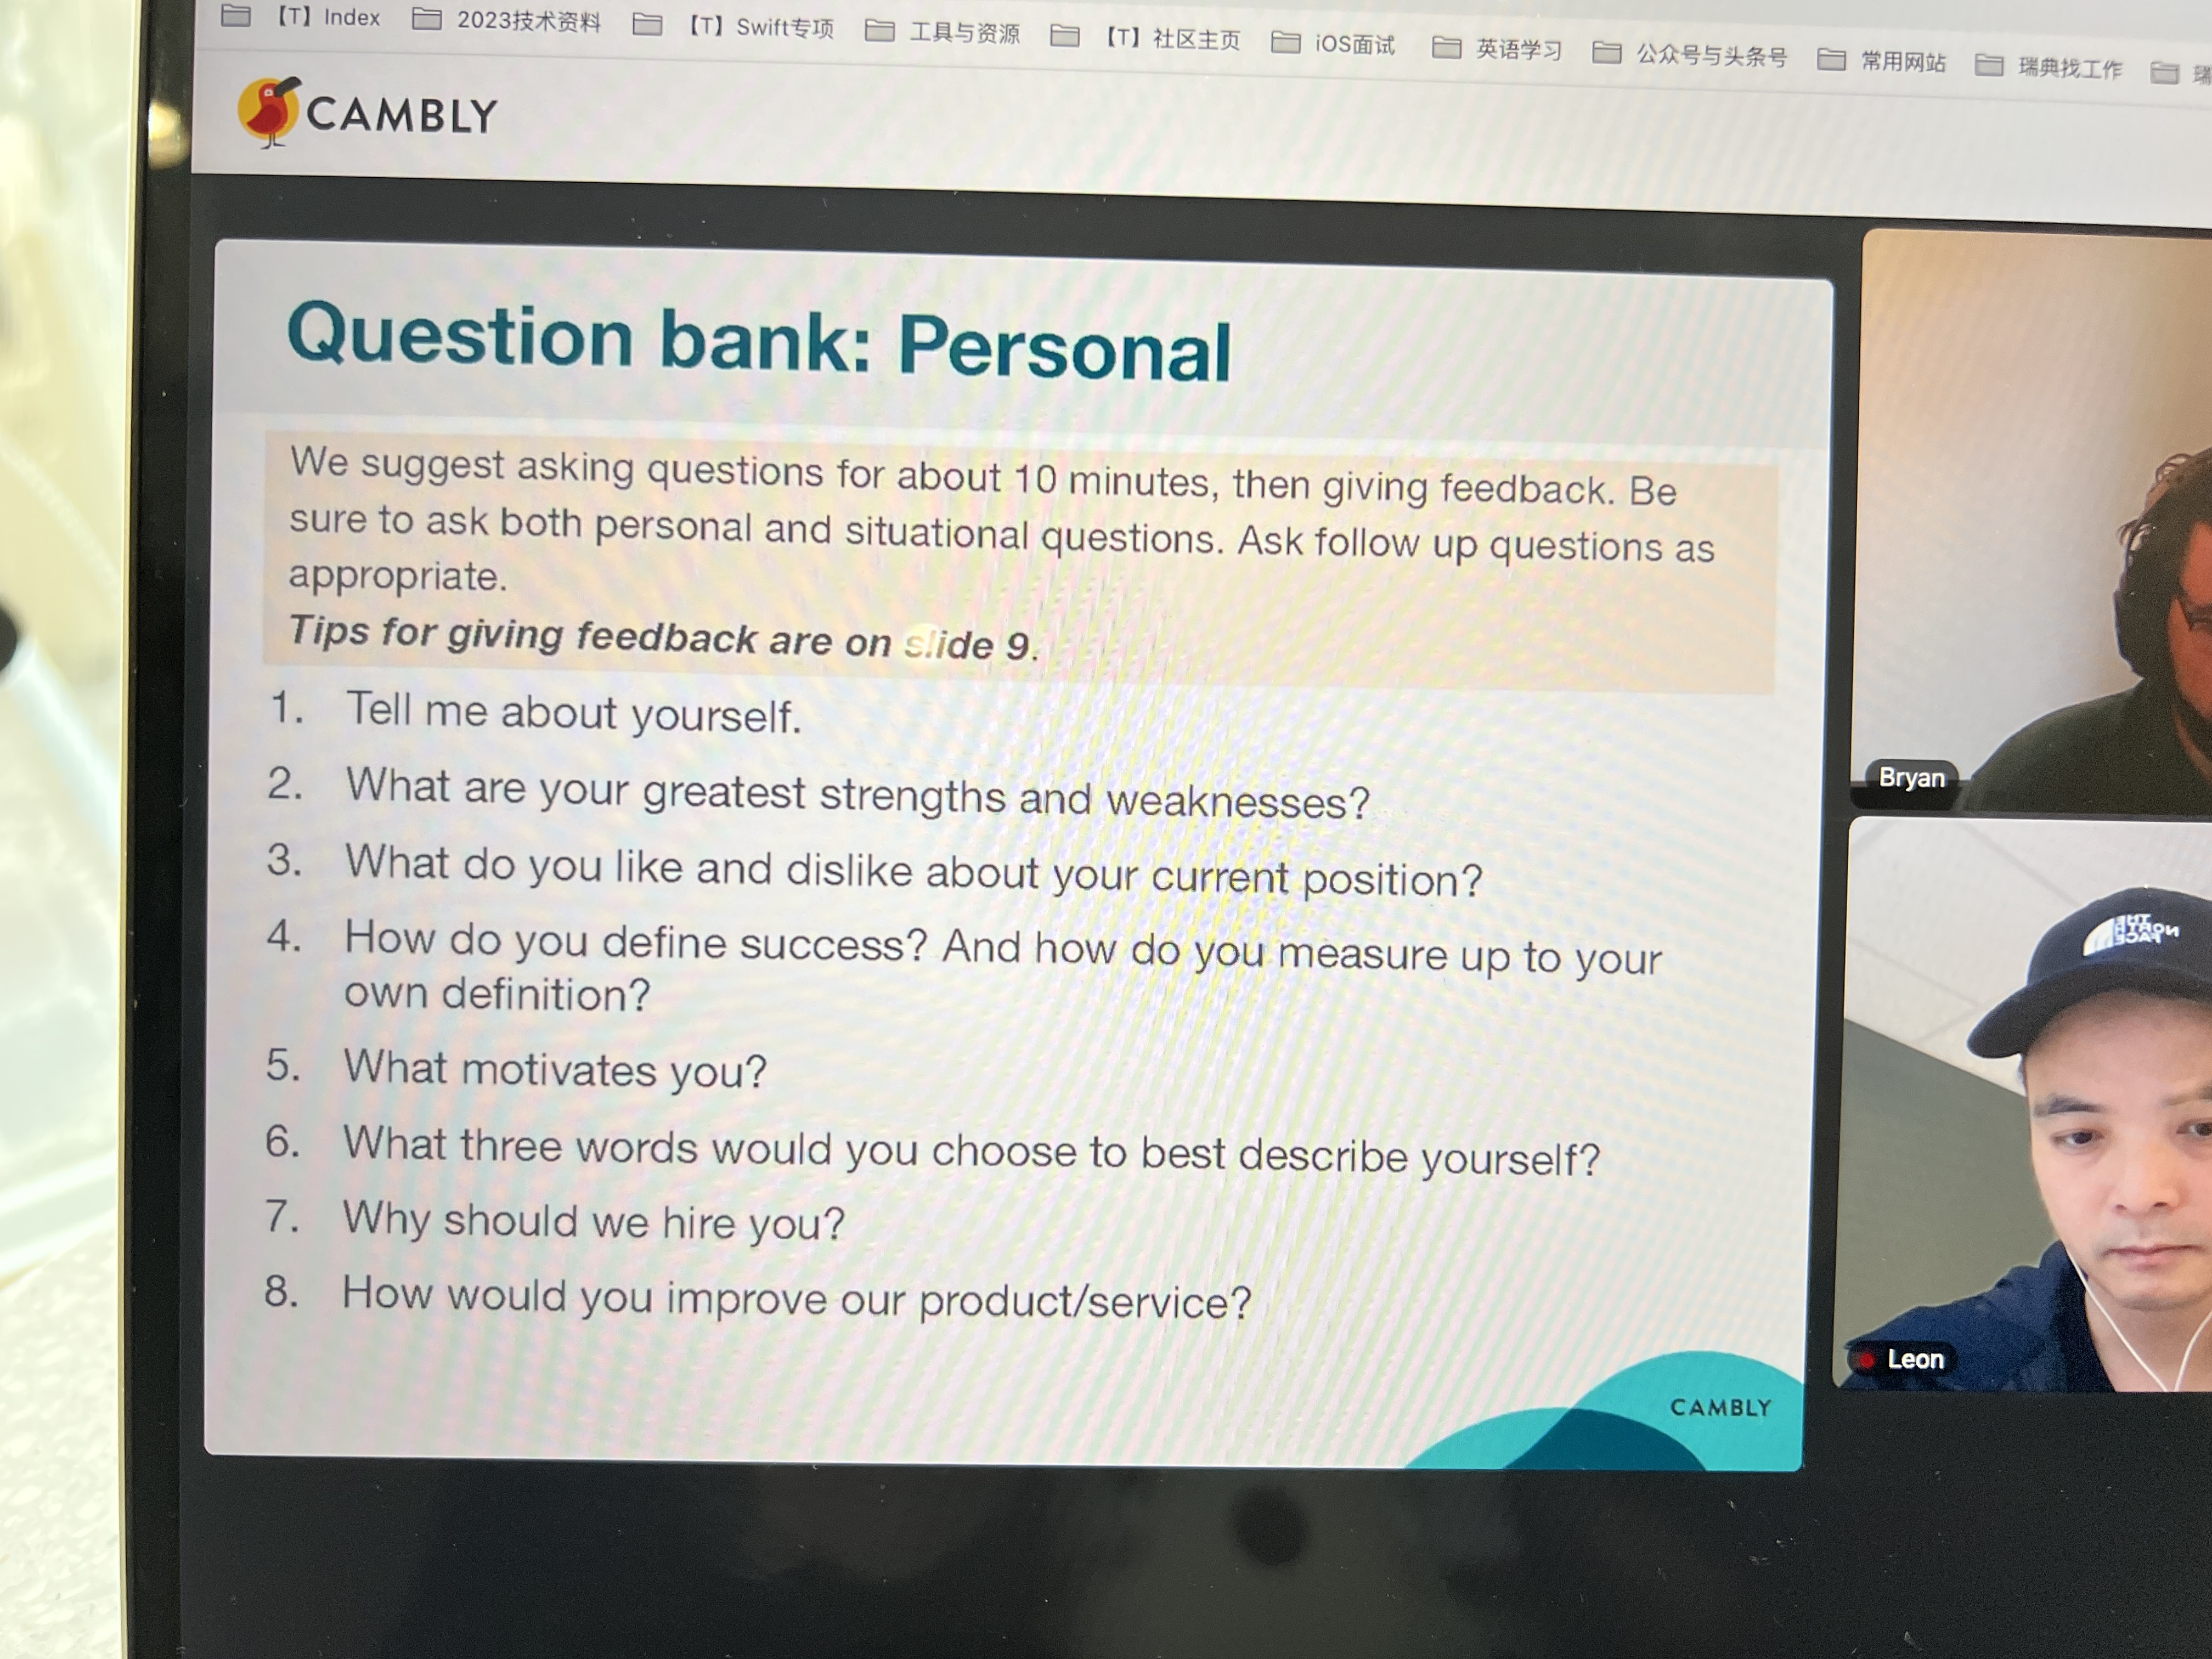 【T】Index 2023技术资料 【T】Swift专项 工具与资源 【T】社区主页 iOS面试 英语学习 公众号与头条号 常用网站 瑞典找工作 瑞
CAMBLY
Question bank: Personal
We suggest asking questions for about 10 minutes, then giving feedback. Be
sure to ask both personal and situational questions. Ask follow up questions as
appropriate.
Tips for giving feedback are on slide 9.
1. Tell me about yourself.
2. What are your greatest strengths and weaknesses?
3. What do you like and dislike about your current position?
4. How do you define success? And how do you measure up to your
own definition?
5. What motivates you?
6. What three words would you choose to best describe yourself?
7. Why should we hire you?
8. How would you improve our product/service?
CAMBLY
Bryan
THE
NORTH
FACE
Leon